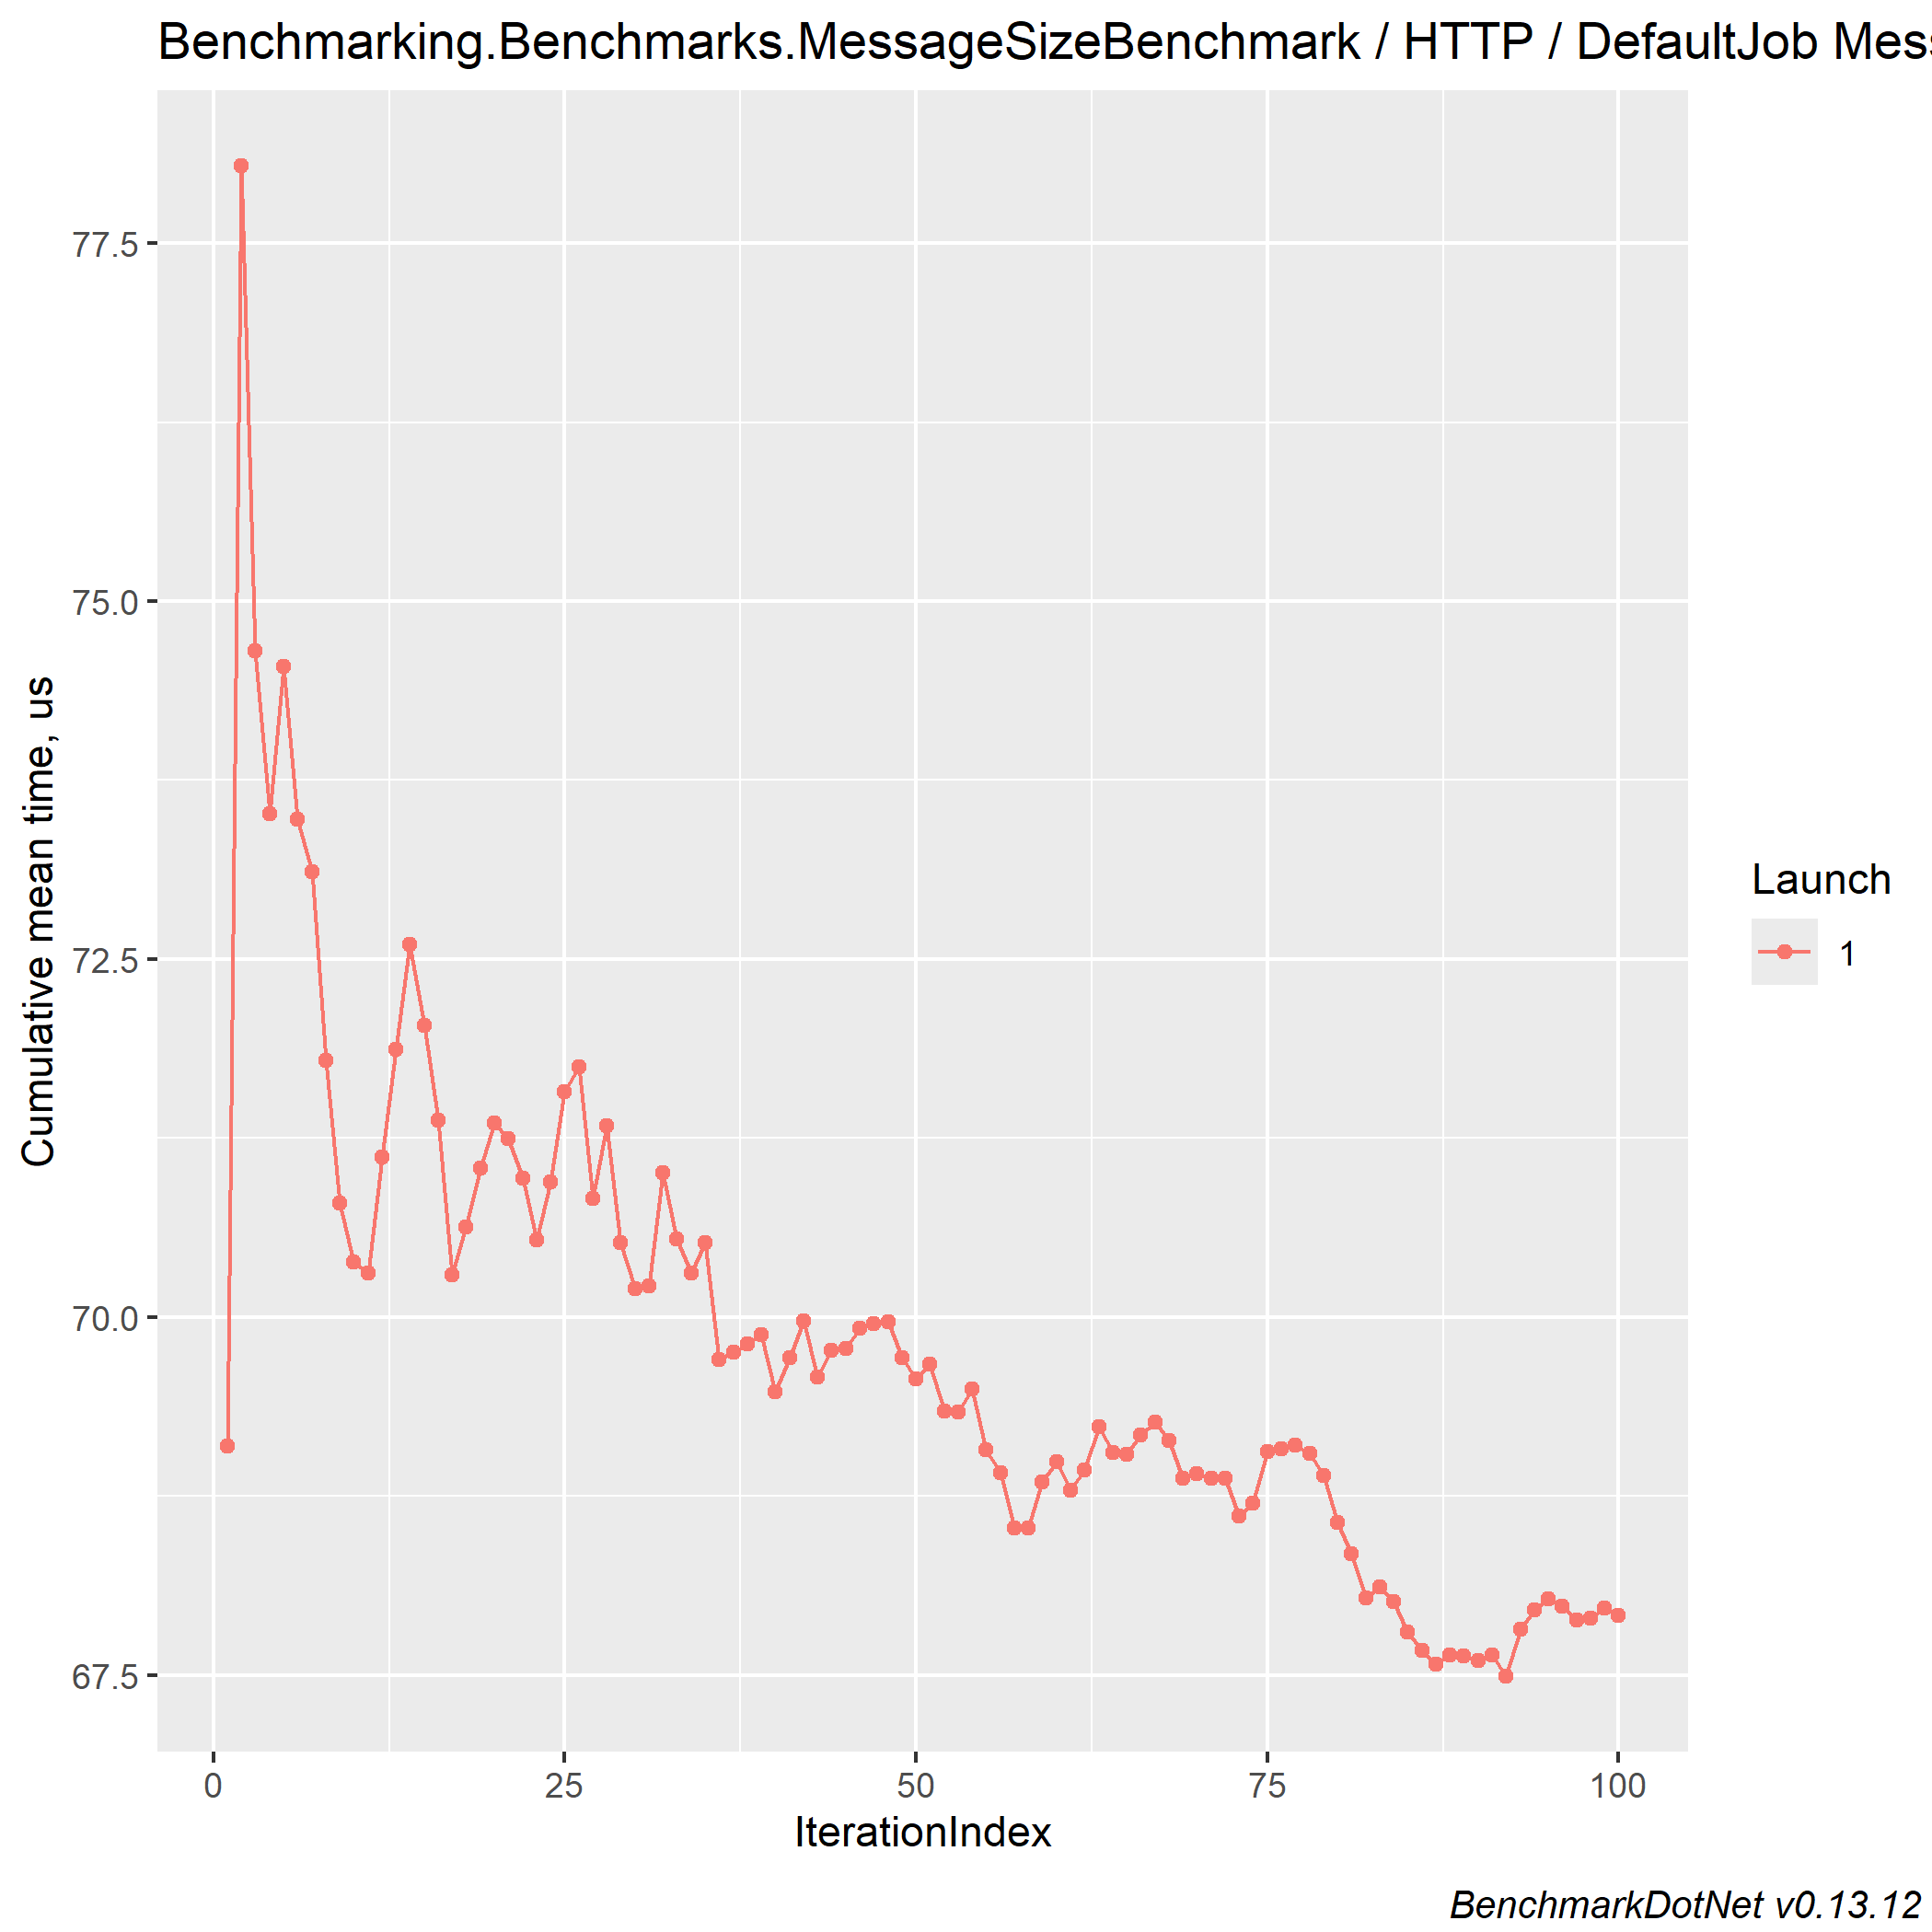 Benchmarking.Benchmarks.MessageSizeBenchmark / HTTP / DefaultJob
Cumulative mean time, us
77.5
75.0
72.5
70.0
67.5
0 25 50 75 100
IterationIndex
Launch
1
BenchmarkDotNet v0.13.12